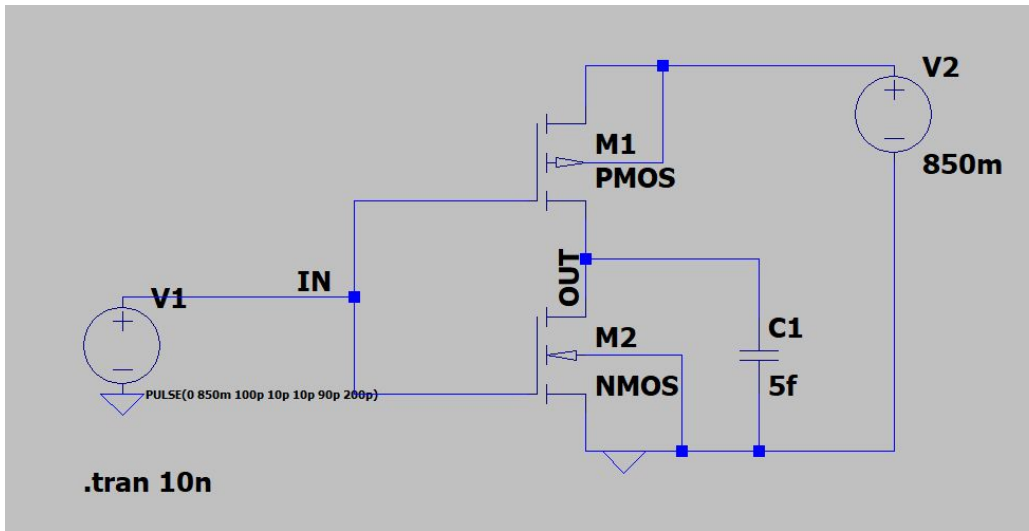 V2
850m
M1
PMOS
OUT
IN
V1
M2
NMOS
C1
5f
PULSE(0 850m 100p 10p 10p 90p 200p)
.tran 10n